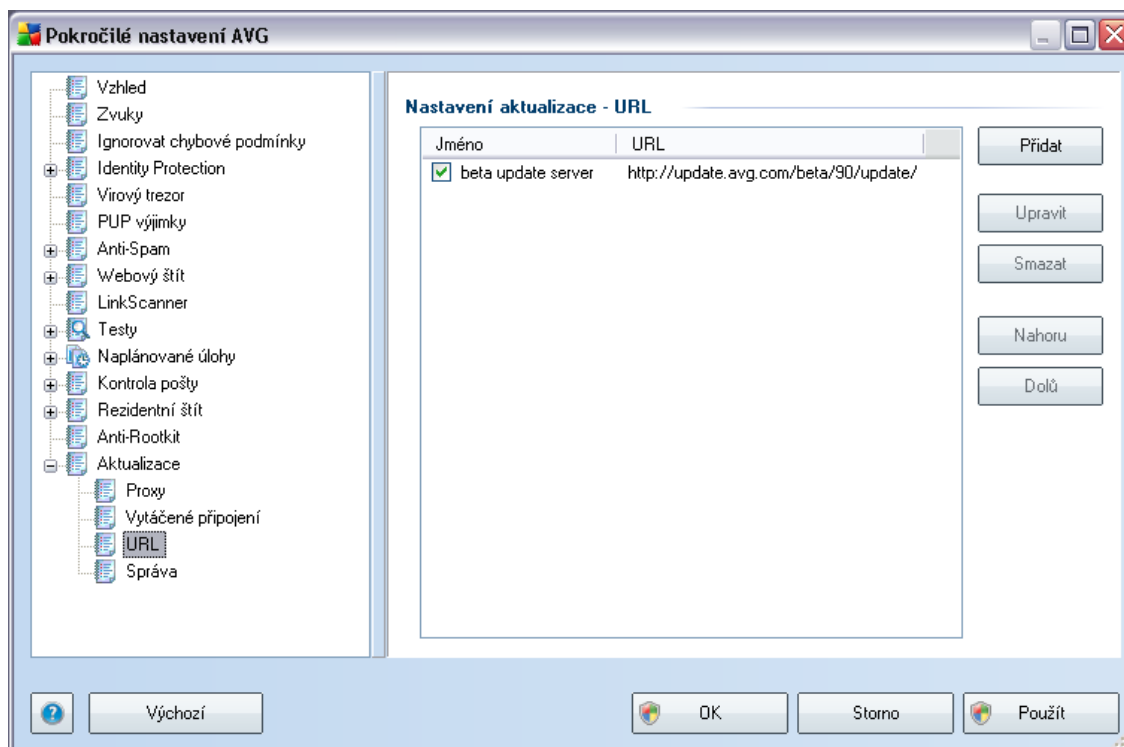 Pokročilé nastavení AVG
Vzhled
Zvuky
Ignorovat chybové podmínky
Identity Protection
Virový trezor
PUP výjimky
Anti-Spam
Webový štít
LinkScanner
Testy
Naplánované úlohy
Kontrola pošty
Rezidentní štít
Anti-Rootkit
Aktualizace
Proxy
Vytáčené připojení
URL
Správa
Nastavení aktualizace - URL
Jméno URL
beta update server http://update.avg.com/beta/90/update/
Přidat
Upravit
Smazat
Nahoru
Dolů
Výchozí
OK
Storno
Použít